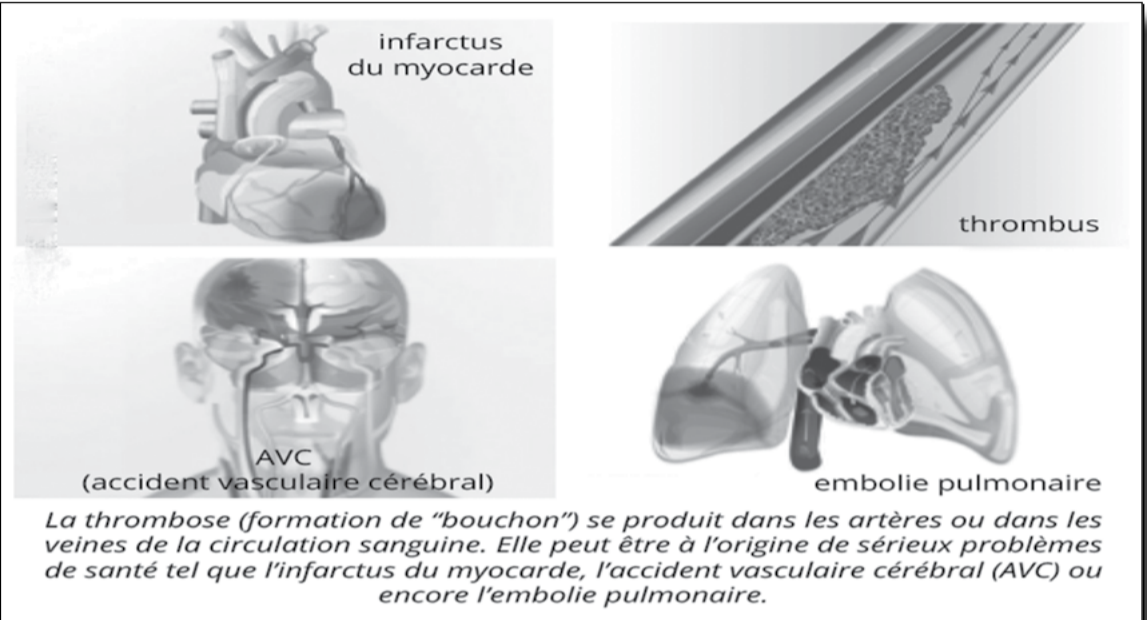 infarctus
du myocarde
thrombus
AVC
(accident vasculaire cérébral)
embolie pulmonaire
La thrombose (formation de “bouchon”) se produit dans les artères ou dans les
veines de la circulation sanguine. Elle peut être à l’origine de sérieux problèmes
de santé tel que l’infarctus du myocarde, l’accident vasculaire cérébral (AVC) ou
encore l’embolie pulmonaire.